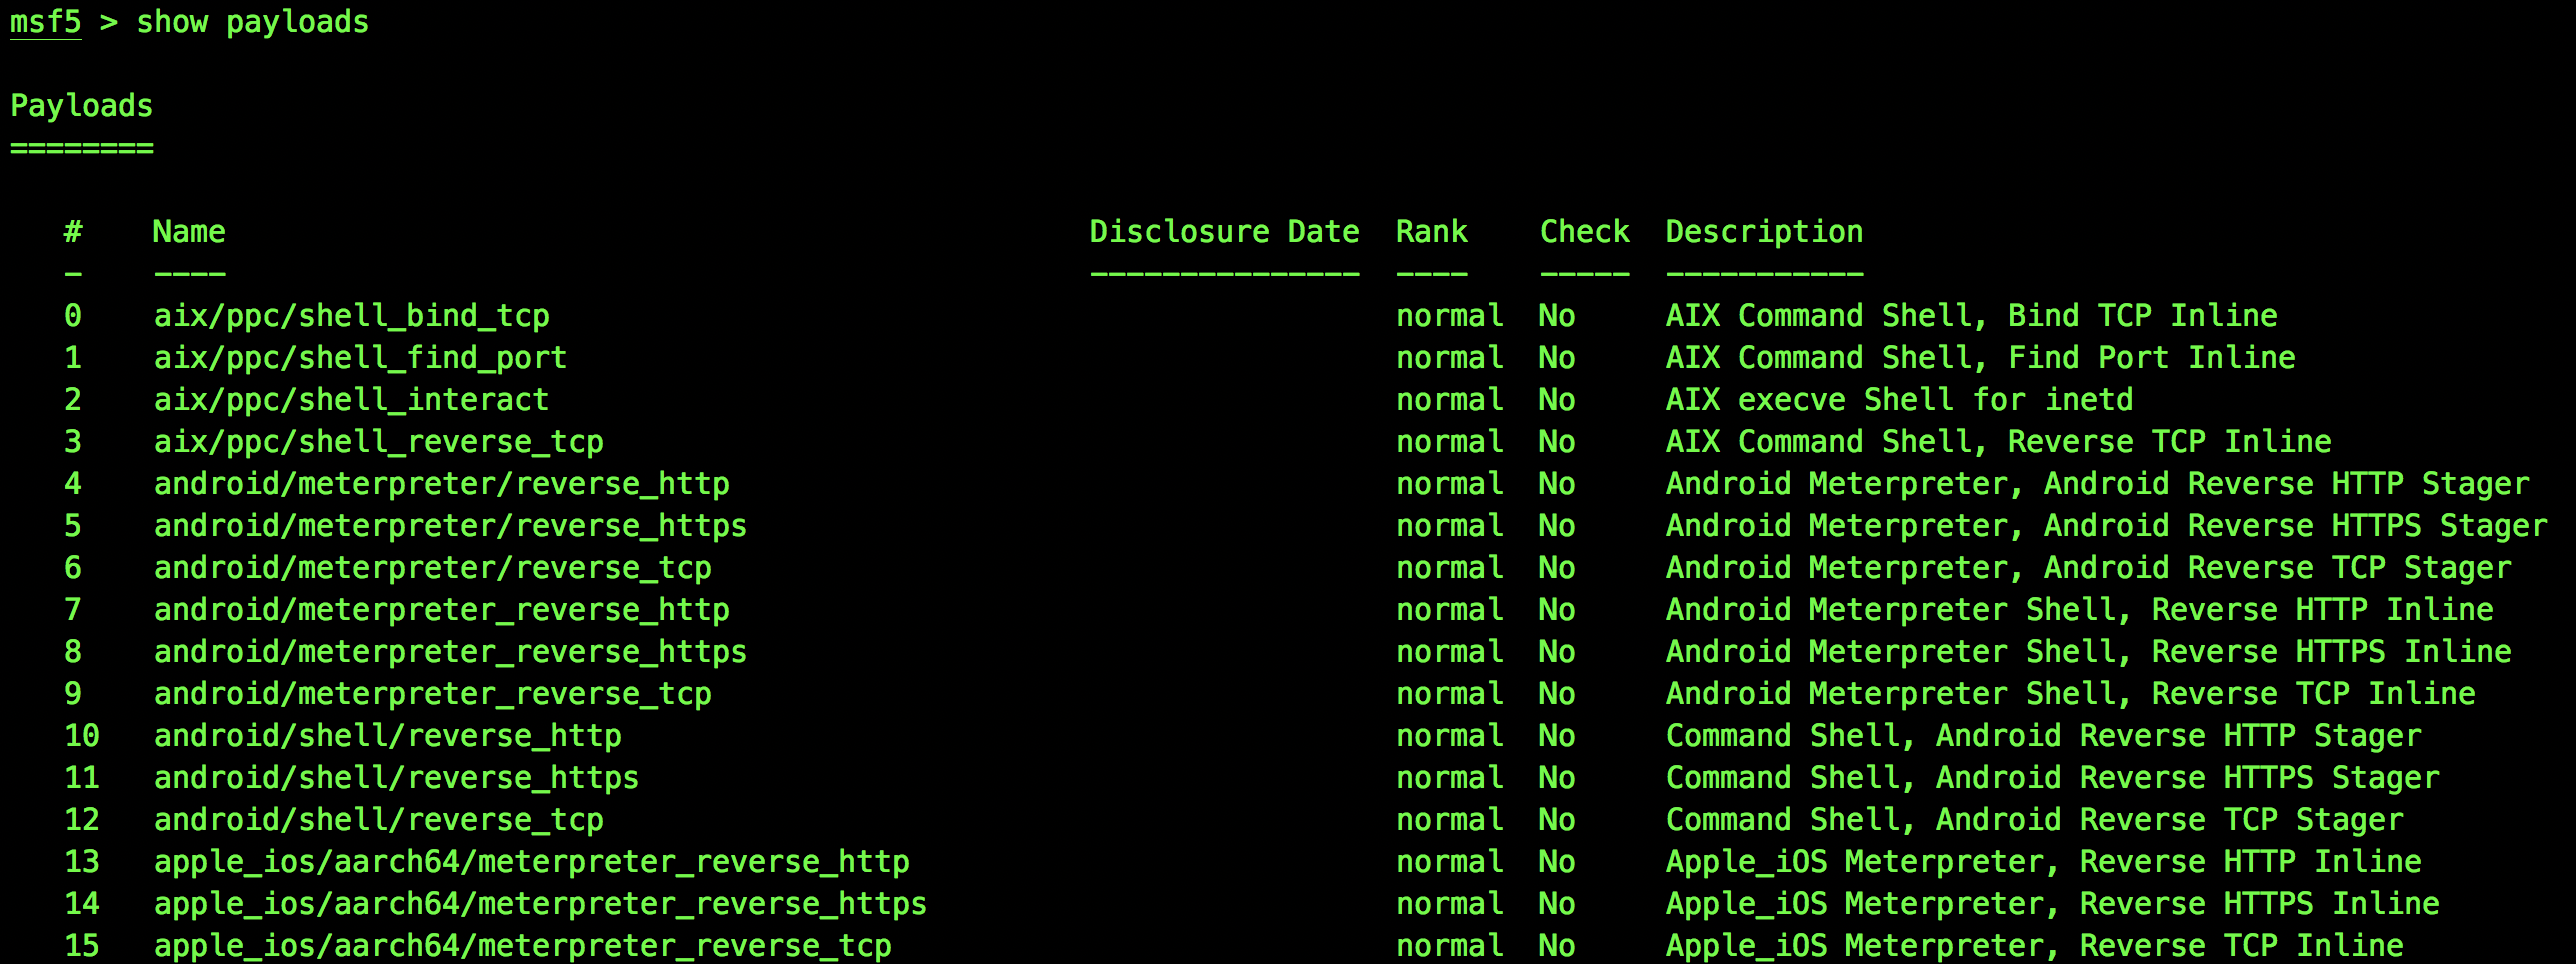 msf5 > show payloads
Payloads
========
# Name Disclosure Date Rank Check Description
- ---- --------------- ---- ----- -----------
0 aix/ppc/shell_bind_tcp normal No AIX Command Shell, Bind TCP Inline
1 aix/ppc/shell_find_port normal No AIX Command Shell, Find Port Inline
2 aix/ppc/shell_interact normal No AIX execve Shell for inetd
3 aix/ppc/shell_reverse_tcp normal No AIX Command Shell, Reverse TCP Inline
4 android/meterpreter/reverse_http normal No Android Meterpreter, Android Reverse HTTP Stager
5 android/meterpreter/reverse_https normal No Android Meterpreter, Android Reverse HTTPS Stager
6 android/meterpreter/reverse_tcp normal No Android Meterpreter, Android Reverse TCP Stager
7 android/meterpreter_reverse_http normal No Android Meterpreter Shell, Reverse HTTP Inline
8 android/meterpreter_reverse_https normal No Android Meterpreter Shell, Reverse HTTPS Inline
9 android/meterpreter_reverse_tcp normal No Android Meterpreter Shell, Reverse TCP Inline
10 android/shell/reverse_http normal No Command Shell, Android Reverse HTTP Stager
11 android/shell/reverse_https normal No Command Shell, Android Reverse HTTPS Stager
12 android/shell/reverse_tcp normal No Command Shell, Android Reverse TCP Stager
13 apple_ios/aarch64/meterpreter_reverse_http normal No Apple_iOS Meterpreter, Reverse HTTP Inline
14 apple_ios/aarch64/meterpreter_reverse_https normal No Apple_iOS Meterpreter, Reverse HTTPS Inline
15 apple_ios/aarch64/meterpreter_reverse_tcp normal No Apple_iOS Meterpreter, Reverse TCP Inline